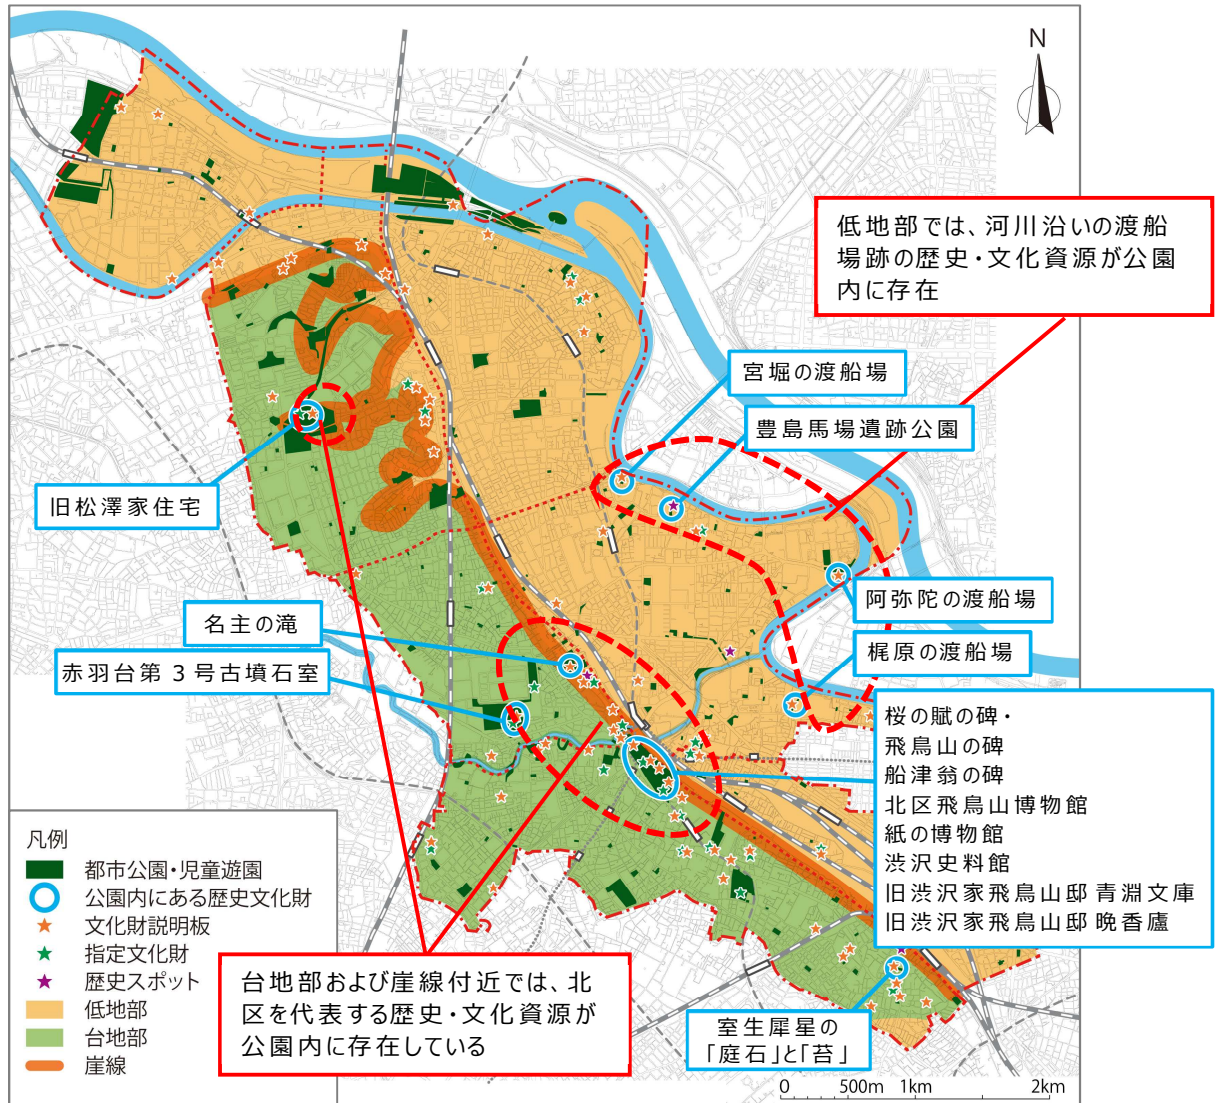 N
低地部では、河川沿いの渡船
場跡の歴史・文化資源が公園
内に存在
宮堀の渡船場
豊島馬場遺跡公園
旧松澤家住宅
阿弥陀の渡船場
名主の滝
梶原の渡船場
赤羽台第3号古墳石室
桜の賦の碑・
飛鳥山の碑
船津翁の碑
北区飛鳥山博物館
紙の博物館
渋沢史料館
旧渋沢家飛鳥山邸 青淵文庫
旧渋沢家飛鳥山邸 晩香廬
凡例
都市公園・児童遊園
公園内にある歴史文化財
文化財説明板
指定文化財
歴史スポット
低地部
台地部
崖線
台地部および崖線付近では、北
区を代表する歴史・文化資源が
公園内に存在している
室生犀星の
「庭石」と「苔」
0 500m 1km 2km